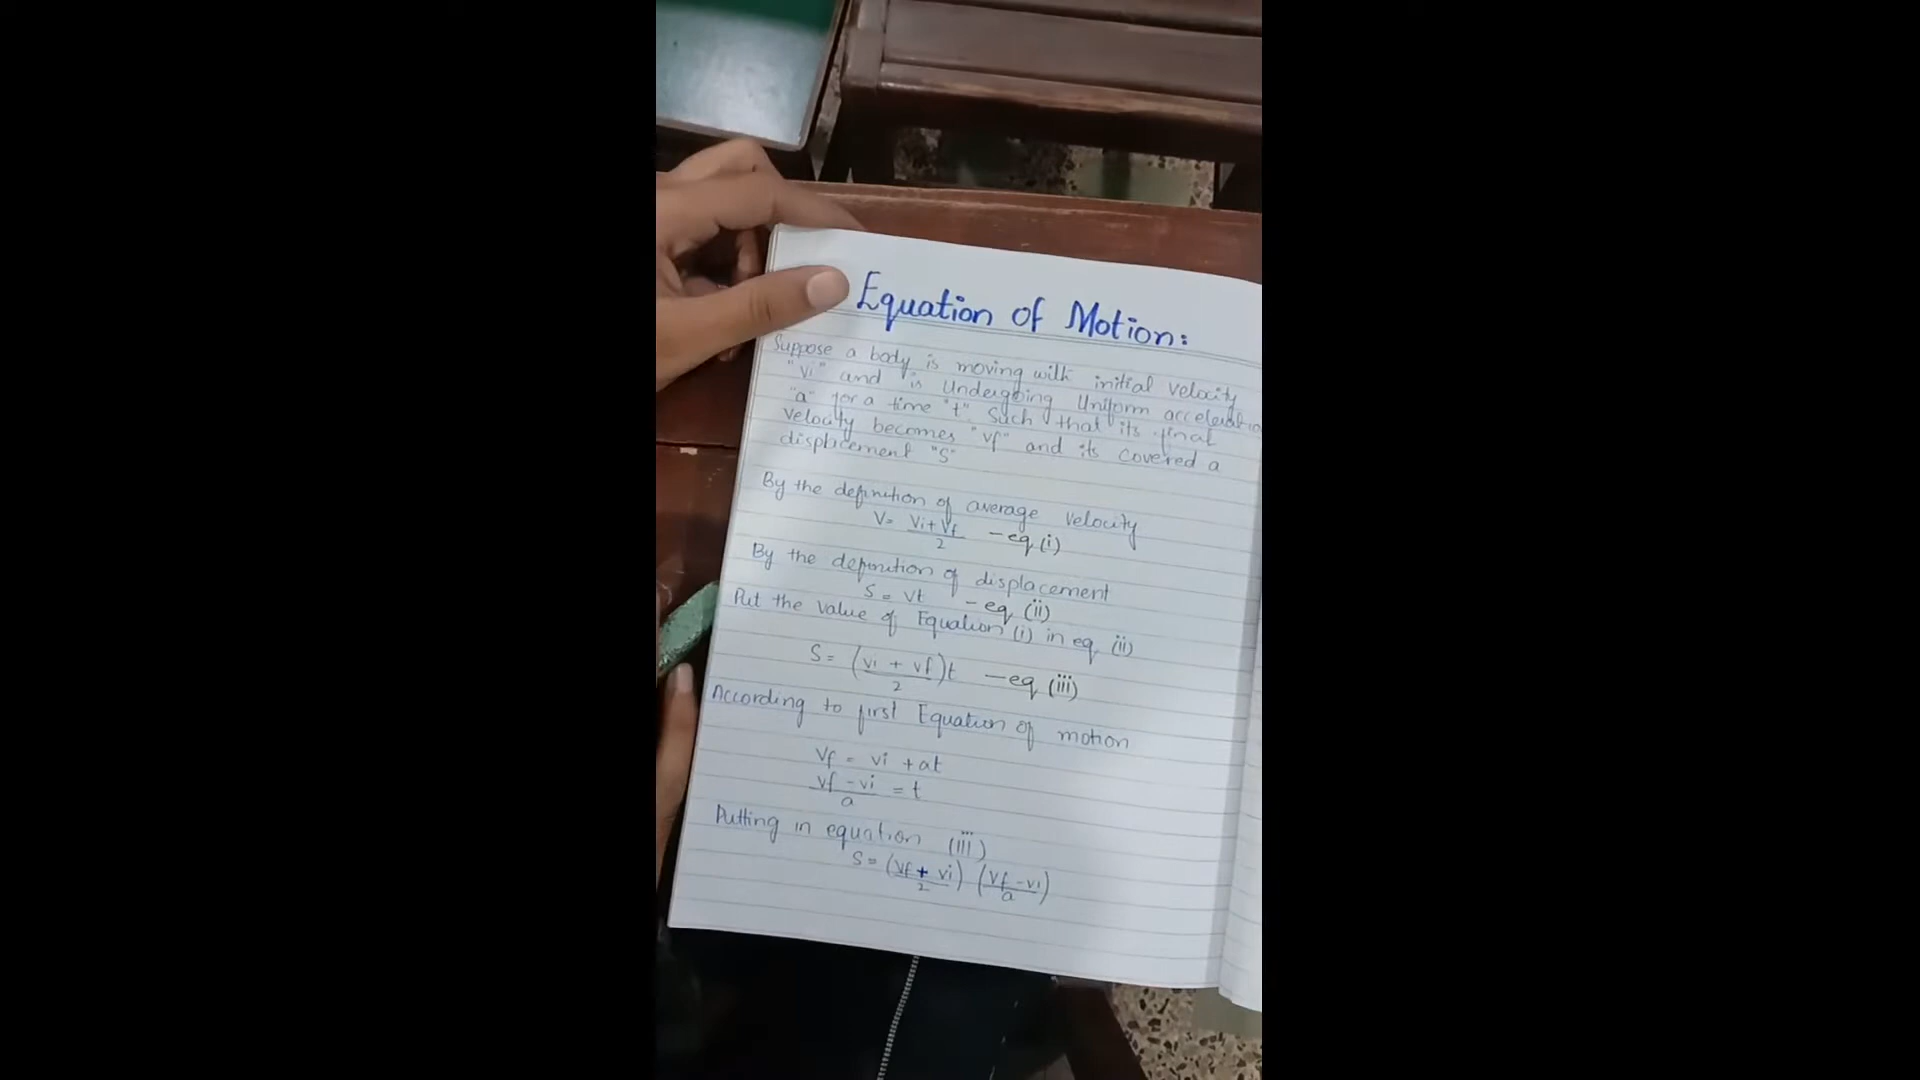 Equation of Motion:
Suppose a body is moving with initial velocity
"vi" and is Undergoing Uniform acceleratio
"a" for a time "t". Such that its final
velocity becomes "vf" and its covered a
displacement "S"
By the definition of average velocity
V= Vi+Vf/2 - eq (i)
By the definition of displacement
S = Vt - eq (ii)
Put the value of Equation (i) in eq (ii)
S = (vi + vf/2)t - eq (iii)
According to first Equation of motion
Vf = vi + at
vf - vi/a = t
Putting in equation (iii)
S = (vf + vi/2) (vf - vi/a)